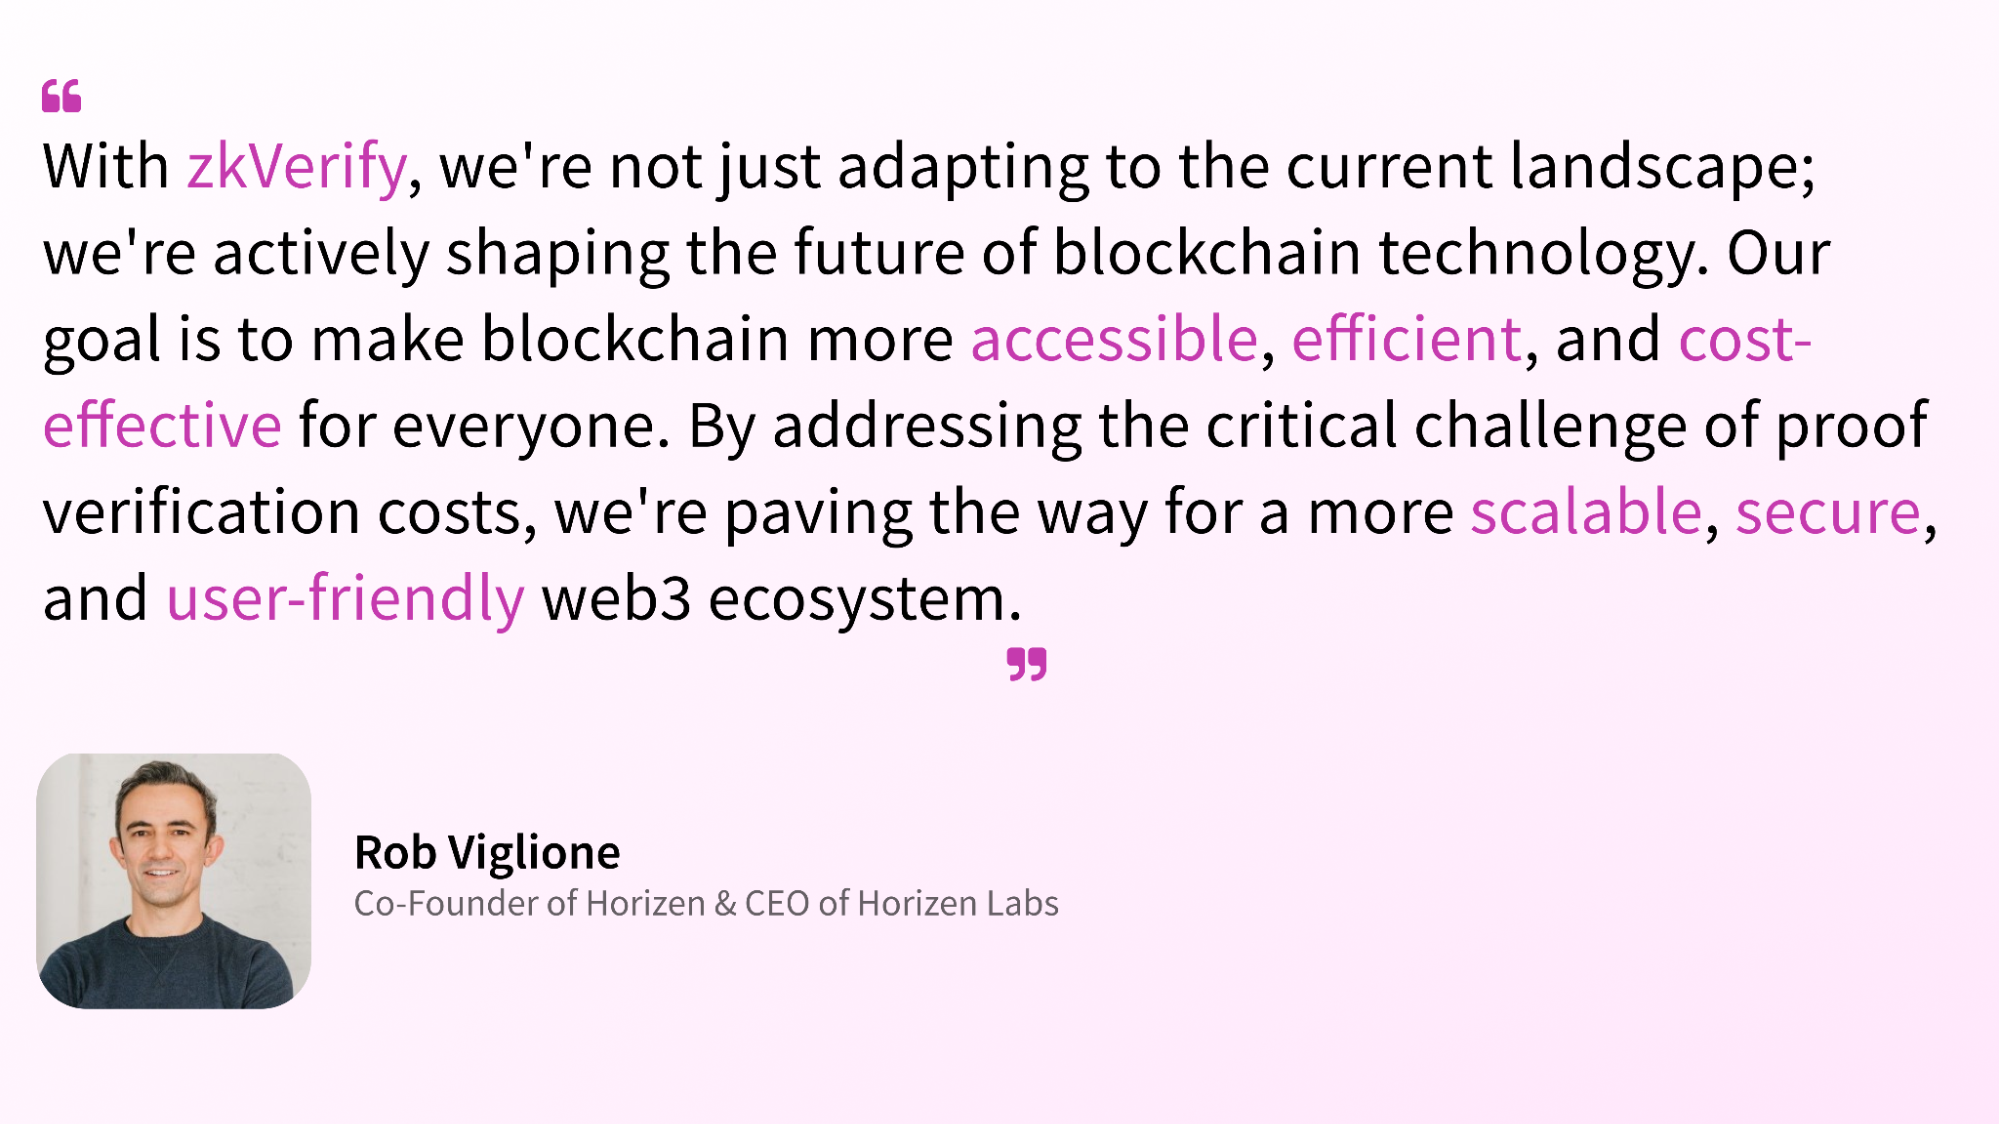 “
With zkVerify, we're not just adapting to the current landscape;
we're actively shaping the future of blockchain technology. Our
goal is to make blockchain more accessible, efficient, and cost-
effective for everyone. By addressing the critical challenge of proof
verification costs, we're paving the way for a more scalable, secure,
and user-friendly web3 ecosystem.
”
Rob Viglione
Co-Founder of Horizen & CEO of Horizen Labs